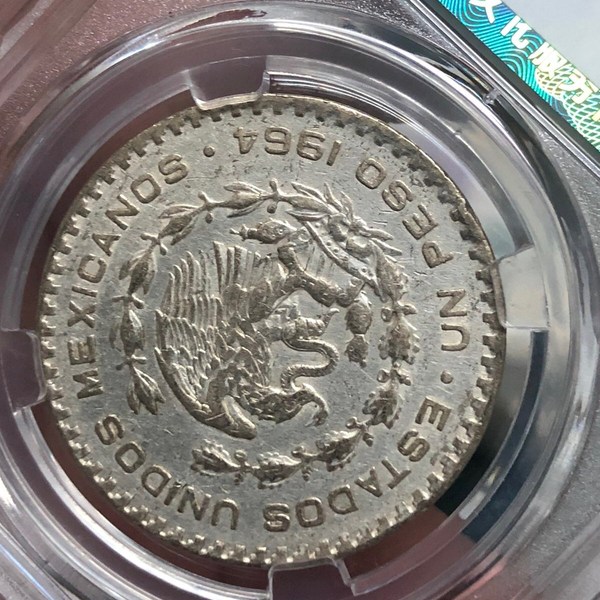 ESTADOS UNIDOS MEXICANOS
· UN PESO 1964 ·